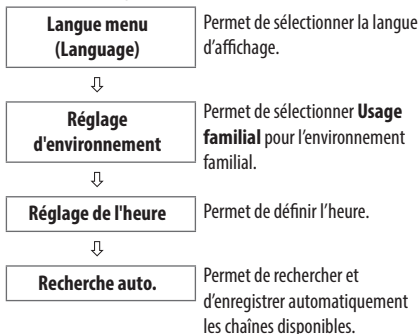 Langue menu
(Language)
Permet de sélectionner la langue
d’affichage.
⇩
Réglage
d'environnement
Permet de sélectionner Usage
familial pour l’environnement
familial.
⇩
Réglage de l'heure
Permet de définir l’heure.
⇩
Recherche auto.
Permet de rechercher et
d’enregistrer automatiquement
les chaînes disponibles.